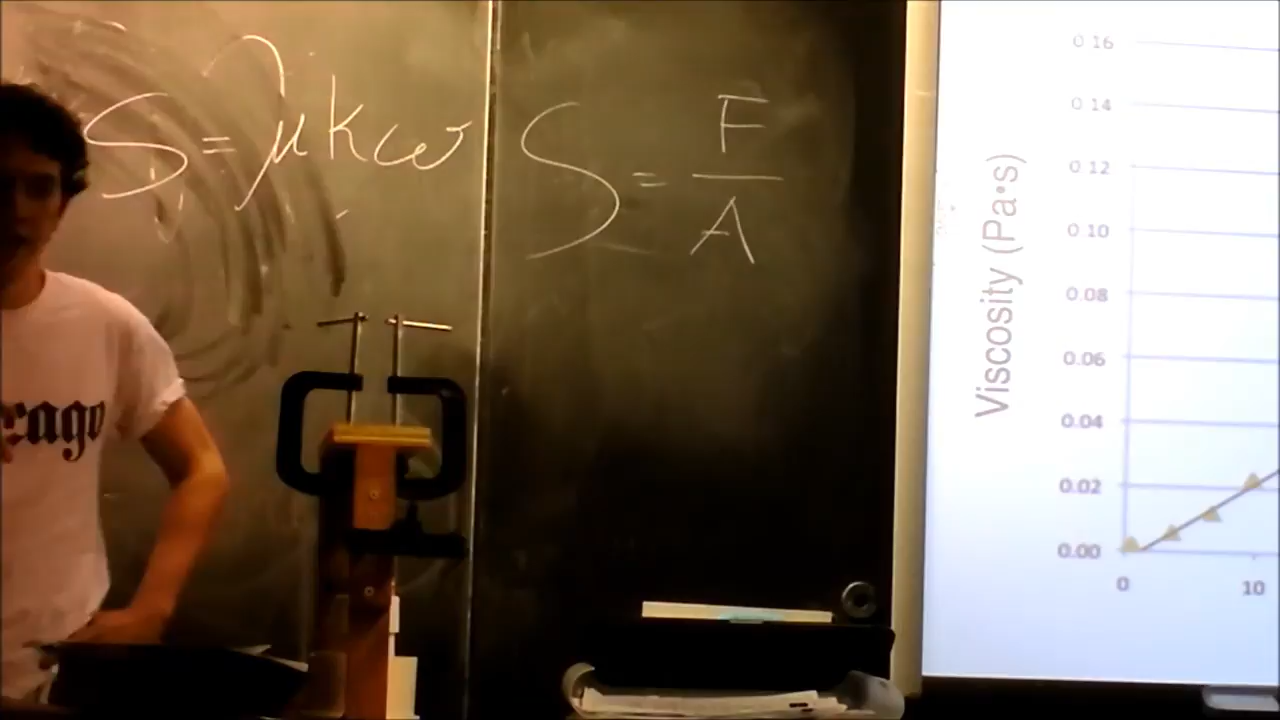 S = μkω
S = F
A
cago
Viscosity (Pa•s)
0 16
0 14
0 12
0 10
0.08
0.06
0.04
0.02
0.00
0
10